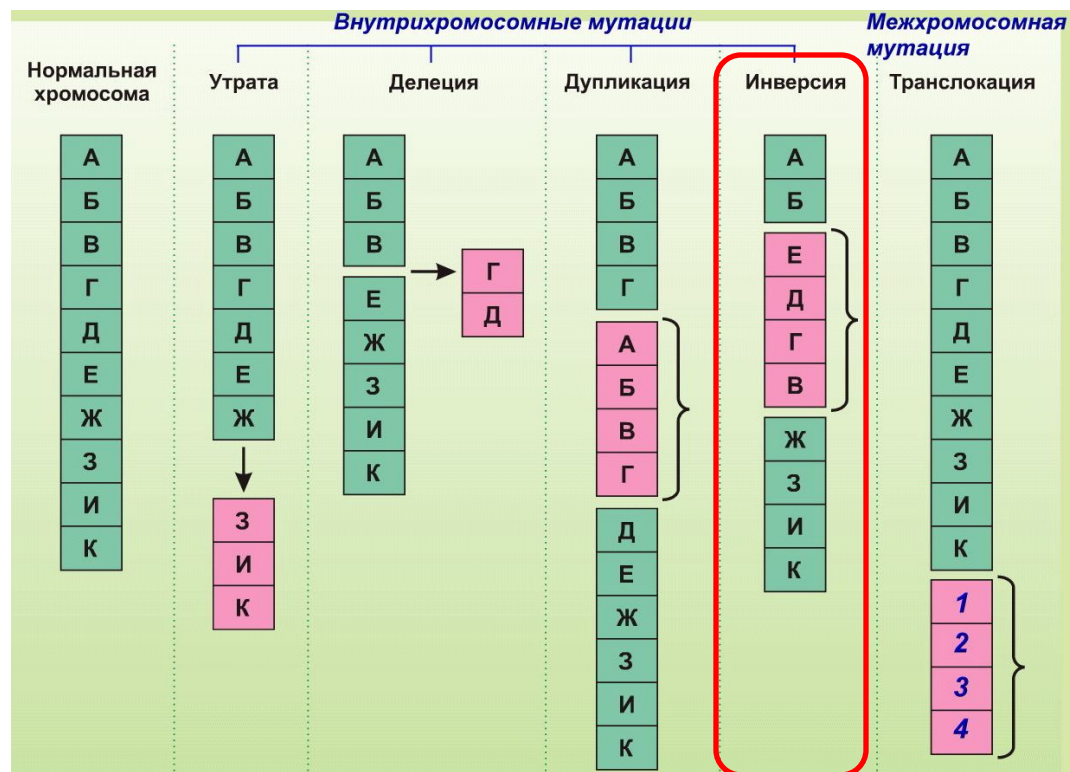 Внутрихромосомные мутации
Межхромосомная
мутация
Нормальная
хромосома
Утрата
Делеция
Дупликация
Инверсия
Транслокация
А
Б
В
Г
Д
Е
Ж
З
И
К
А
Б
В
Г
Д
Е
Ж
З
И
К
А
Б
В
Е
Ж
З
И
К
Г
Д
А
Б
В
Г
А
Б
В
Г
Д
Е
Ж
З
И
К
А
Б
Е
Д
Г
В
Ж
З
И
К
А
Б
В
Г
Д
Е
Ж
З
И
К
1
2
3
4